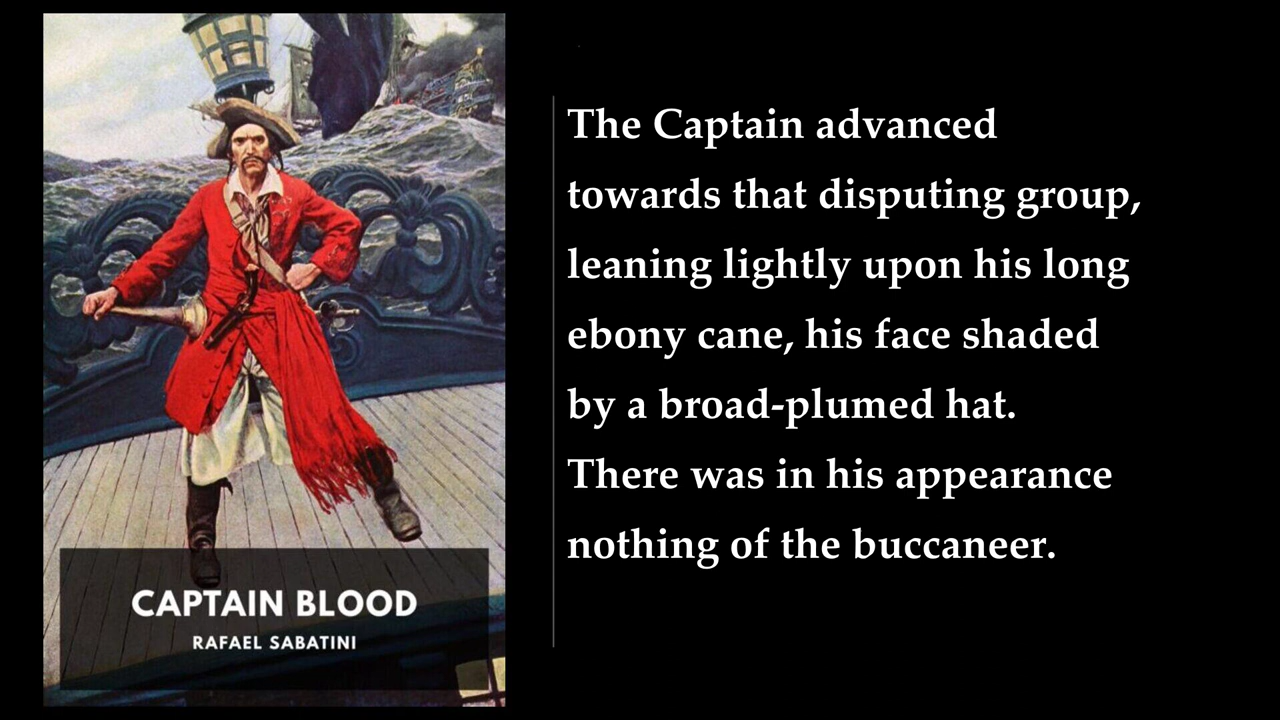 CAPTAIN BLOOD
RAFAEL SABATINI
The Captain advanced
towards that disputing group,
leaning lightly upon his long
ebony cane, his face shaded
by a broad-plumed hat.
There was in his appearance
nothing of the buccaneer.